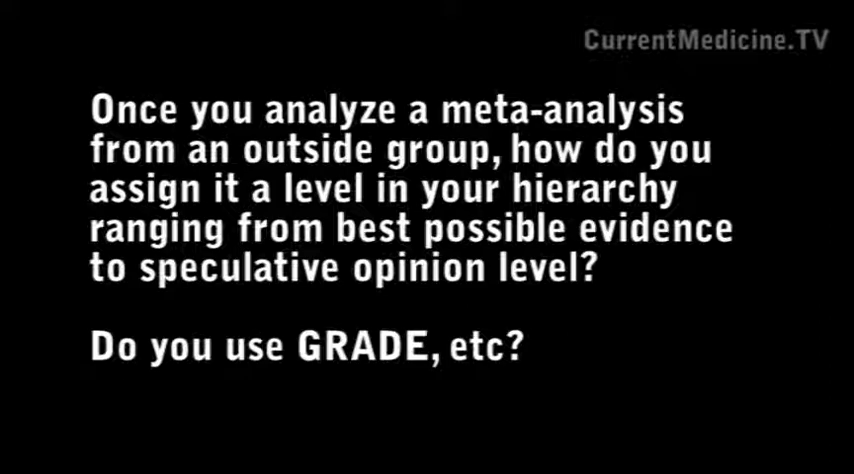 CurrentMedicine.TV
Once you analyze a meta-analysis
from an outside group, how do you
assign it a level in your hierarchy
ranging from best possible evidence
to speculative opinion level?
Do you use GRADE, etc?